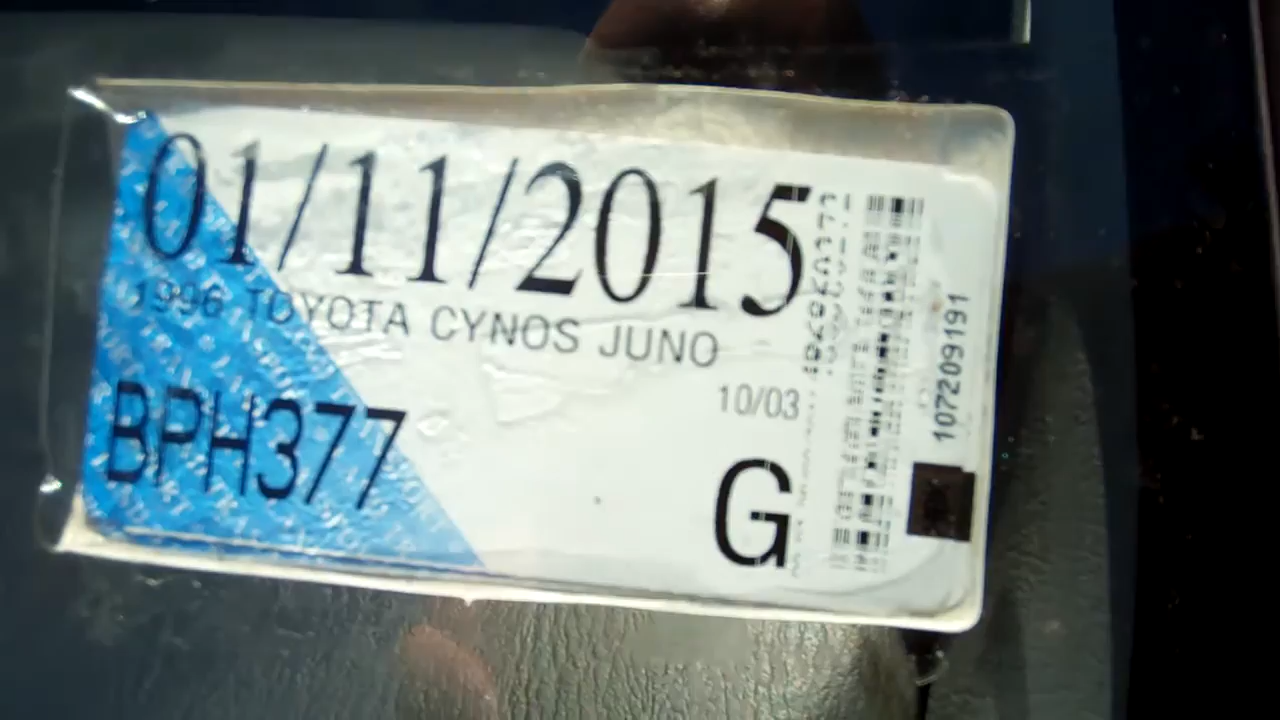 01/11/2015
1996 TOYOTA CYNOS JUNO
BPH377
10/03
G
107209191